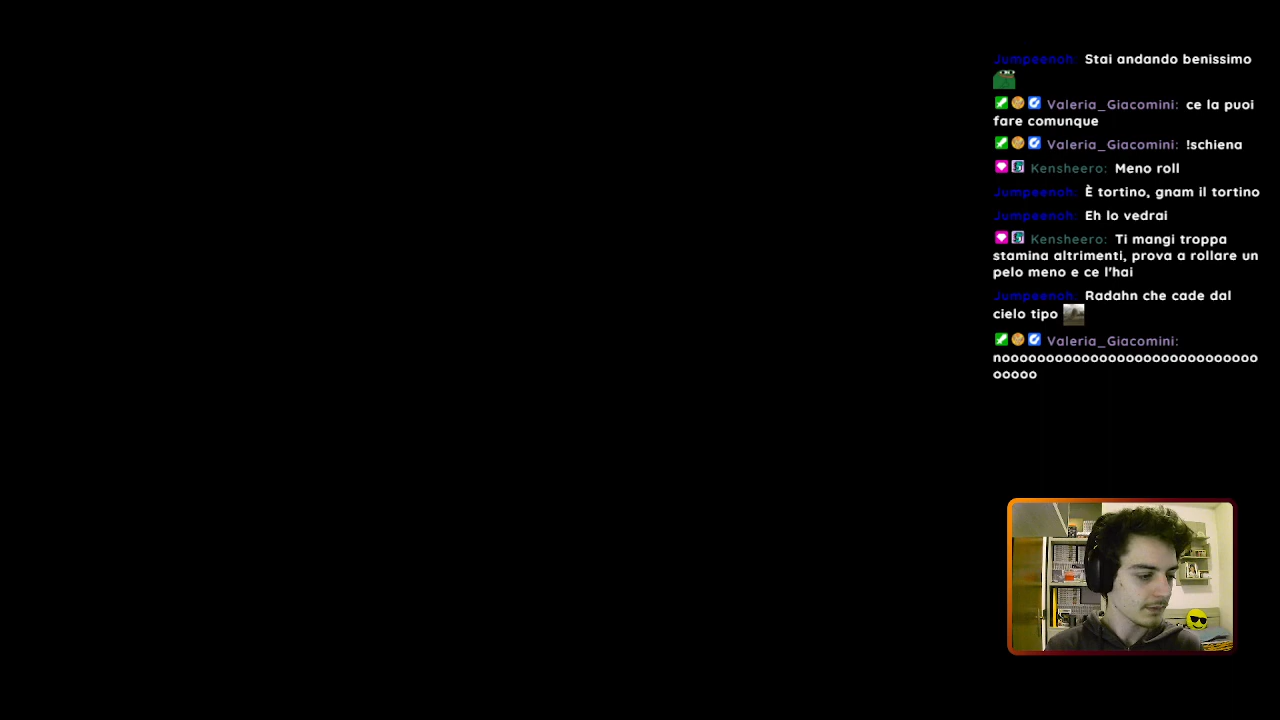 Jumpeenoh: Stai andando benissimo
Valeria_Giacomini: ce la puoi
fare comunque
Valeria_Giacomini: !schiena
Kensheero: Meno roll
Jumpeenoh: È tortino, gnam il tortino
Jumpeenoh: Eh lo vedrai
Kensheero: Ti mangi troppa
stamina altrimenti, prova a rollare un
pelo meno e ce l'hai
Jumpeenoh: Radahn che cade dal
cielo tipo
Valeria_Giacomini:
noooooooooooooooooooooooooooo
ooooo